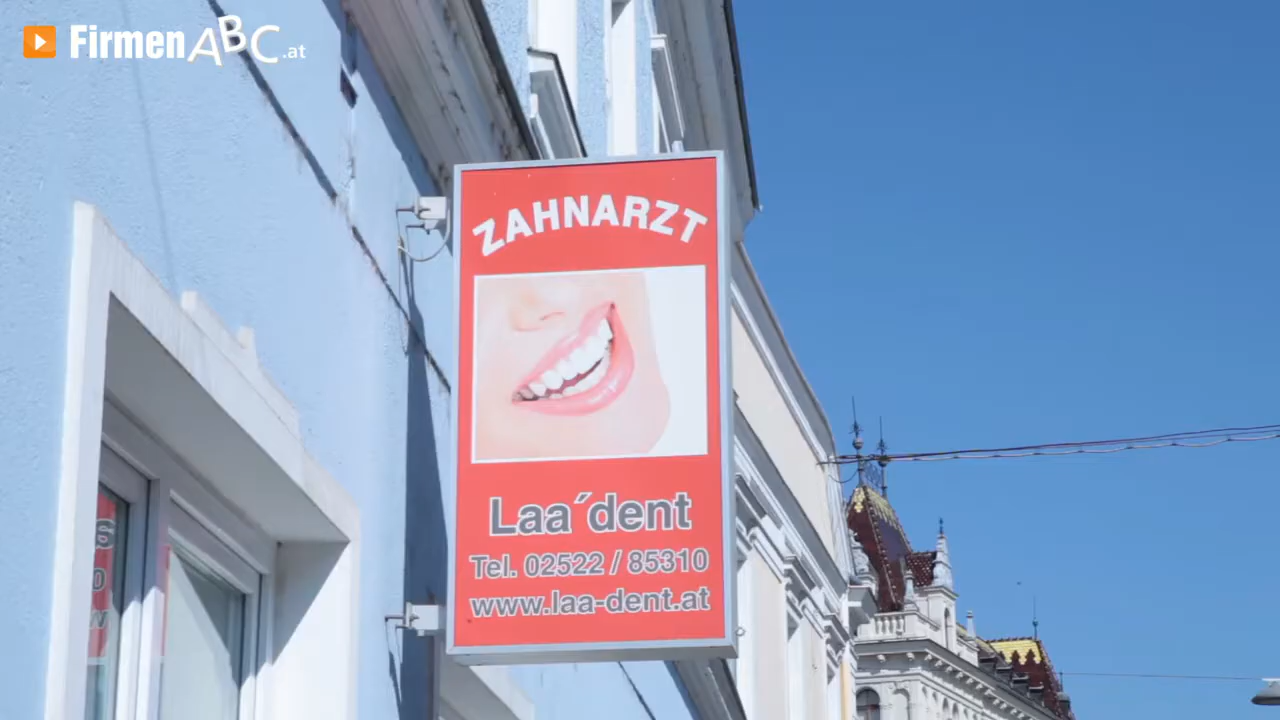 FirmenABC.at
ZAHNARZT
Laa´dent
Tel. 02522 / 85310
www.laa-dent.at